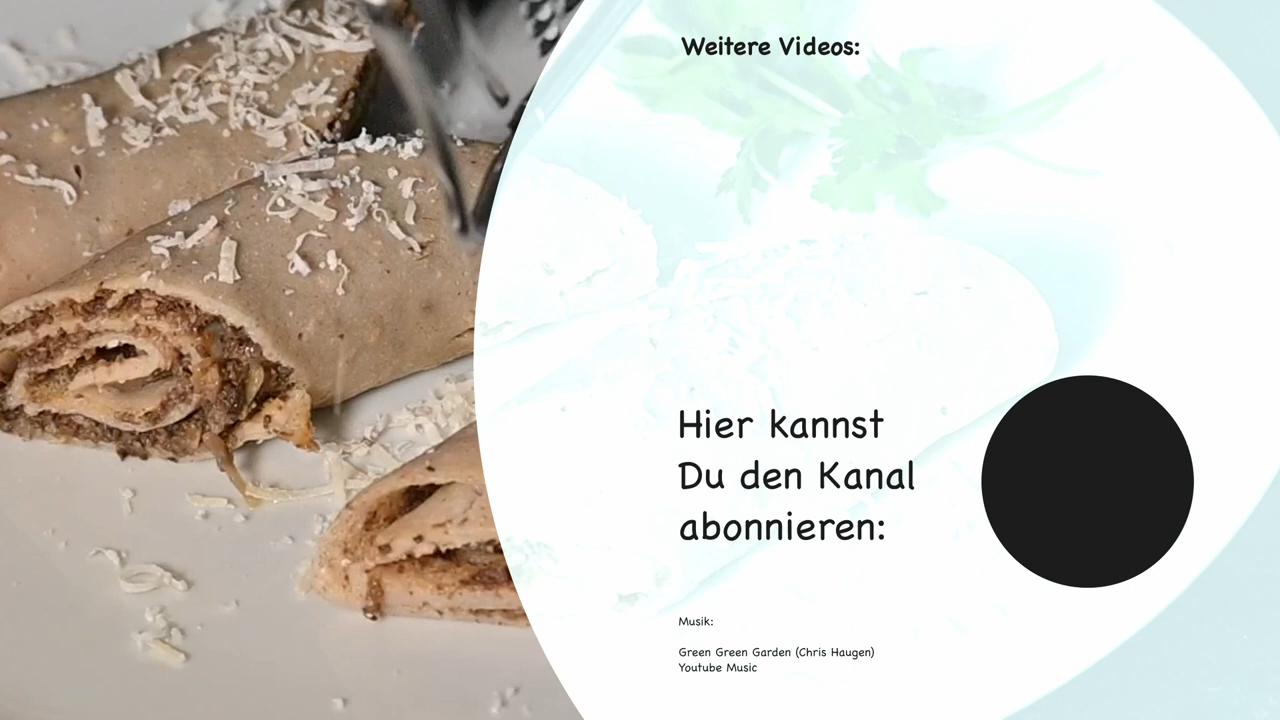 Weitere Videos:
Hier kannst
Du den Kanal
abonnieren:
Musik:
Green Green Garden (Chris Haugen)
Youtube Music